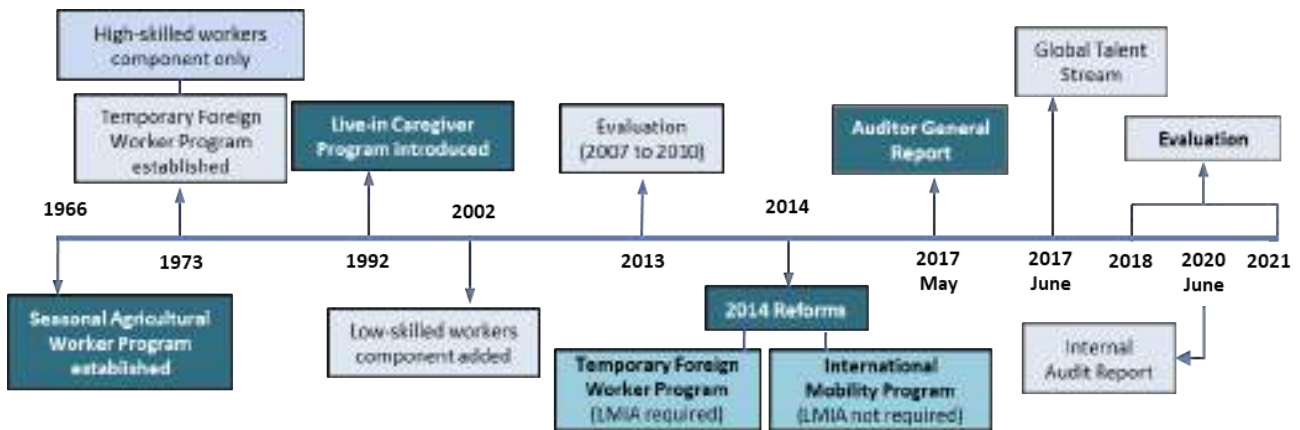 High-skilled workers
component only
Temporary Foreign
Worker Program
established
Live-in Caregiver
Program introduced
Evaluation
(2007 to 2010)
Auditor General
Report
Global Talent
Stream
Evaluation
1966
2002
2014
1973
1992
2013
2017
May
2017
June
2018
2020
June
2021
Seasonal Agricultural
Worker Program
established
Low-skilled workers
component added
2014 Reforms
Temporary Foreign
Worker Program
(LMIA required)
International
Mobility Program
(LMIA not required)
Internal
Audit Report